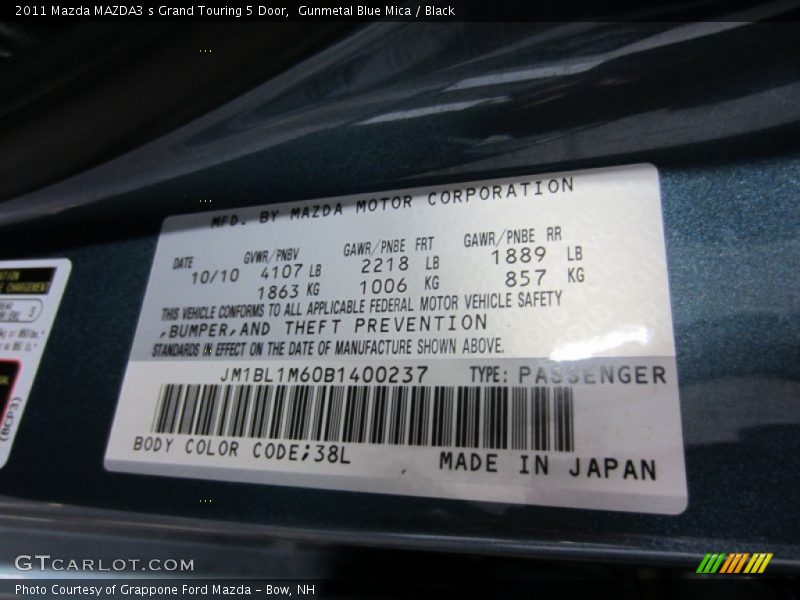 2011 Mazda MAZDA3 s Grand Touring 5 Door, Gunmetal Blue Mica / Black
MFD. BY MAZDA MOTOR CORPORATION
DATE GVWR/PNBV GAWR/PNBE FRT GAWR/PNBE RR
10/10 4107 LB 2218 LB 1889 LB
1863 KG 1006 KG 857 KG
THIS VEHICLE CONFORMS TO ALL APPLICABLE FEDERAL MOTOR VEHICLE SAFETY
,BUMPER,AND THEFT PREVENTION
STANDARDS IN EFFECT ON THE DATE OF MANUFACTURE SHOWN ABOVE.
JM1BL1M60B1400237 TYPE: PASSENGER
BODY COLOR CODE;38L
MADE IN JAPAN
3
(BCP3)
GTCARLOT.COM
Photo Courtesy of Grappone Ford Mazda - Bow, NH